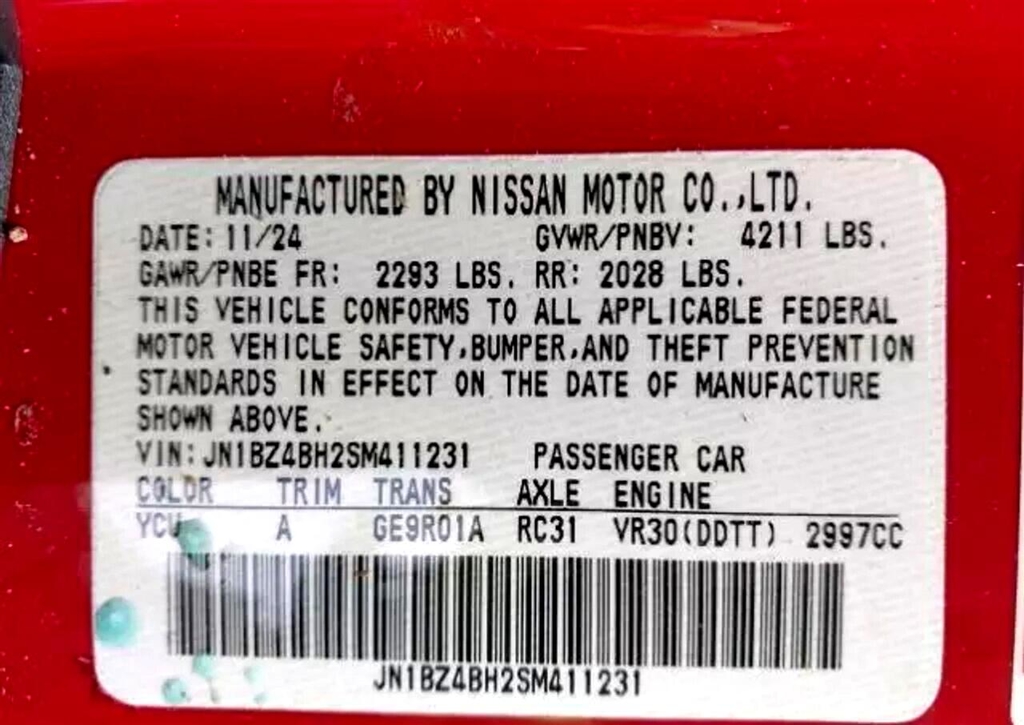 MANUFACTURED BY NISSAN MOTOR CO.,LTD.
DATE: 11/24 GVWR/PNBV: 4211 LBS.
GAWR/PNBE FR: 2293 LBS. RR: 2028 LBS.
THIS VEHICLE CONFORMS TO ALL APPLICABLE FEDERAL
MOTOR VEHICLE SAFETY,BUMPER,AND THEFT PREVENTION
STANDARDS IN EFFECT ON THE DATE OF MANUFACTURE
SHOWN ABOVE.
VIN: JN1BZ4BH2SM411231 PASSENGER CAR
COLOR TRIM TRANS AXLE ENGINE
YCU A GE9R01A RC31 VR30(DDTT) 2997CC
JN1BZ4BH2SM411231